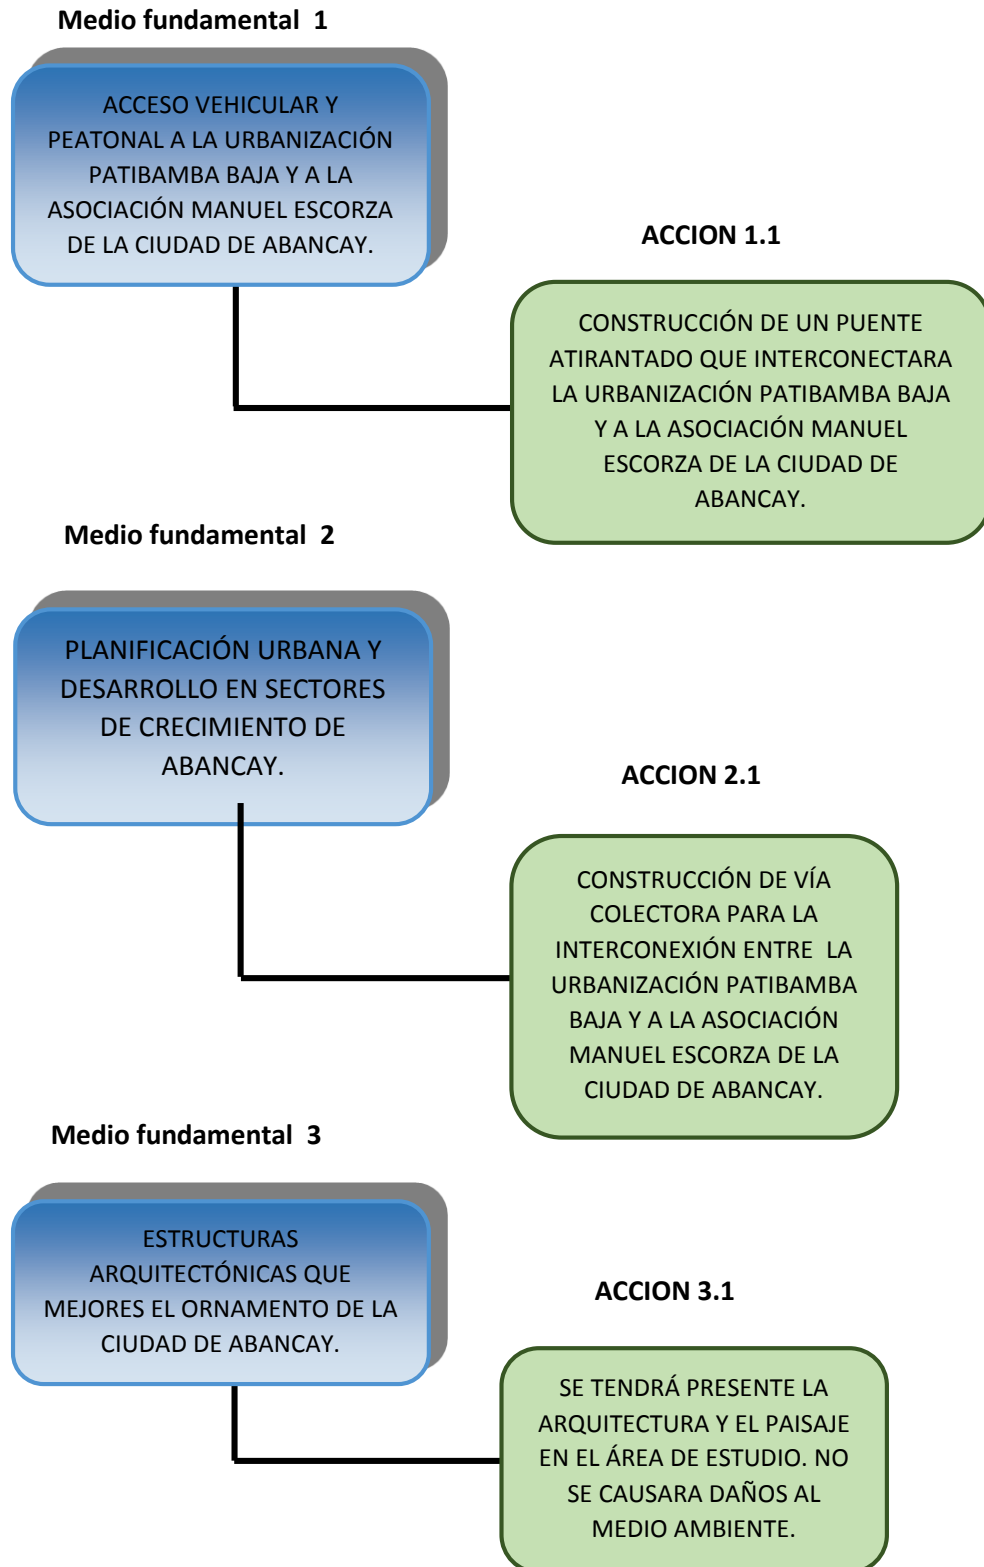 Medio fundamental  1
ACCESO VEHICULAR Y
PEATONAL A LA URBANIZACIÓN
PATIBAMBA BAJA Y A LA
ASOCIACIÓN MANUEL ESCORZA
DE LA CIUDAD DE ABANCAY.
ACCION 1.1
CONSTRUCCIÓN DE UN PUENTE
ATIRANTADO QUE INTERCONECTARA
LA URBANIZACIÓN PATIBAMBA BAJA
Y A LA ASOCIACIÓN MANUEL
ESCORZA DE LA CIUDAD DE
ABANCAY.
Medio fundamental  2
PLANIFICACIÓN URBANA Y
DESARROLLO EN SECTORES
DE CRECIMIENTO DE
ABANCAY.
ACCION 2.1
CONSTRUCCIÓN DE VÍA
COLECTORA PARA LA
INTERCONEXIÓN ENTRE  LA
URBANIZACIÓN PATIBAMBA
BAJA Y A LA ASOCIACIÓN
MANUEL ESCORZA DE LA
CIUDAD DE ABANCAY.
Medio fundamental  3
ESTRUCTURAS
ARQUITECTÓNICAS QUE
MEJORES EL ORNAMENTO DE LA
CIUDAD DE ABANCAY.
ACCION 3.1
SE TENDRÁ PRESENTE LA
ARQUITECTURA Y EL PAISAJE
EN EL ÁREA DE ESTUDIO. NO
SE CAUSARA DAÑOS AL
MEDIO AMBIENTE.